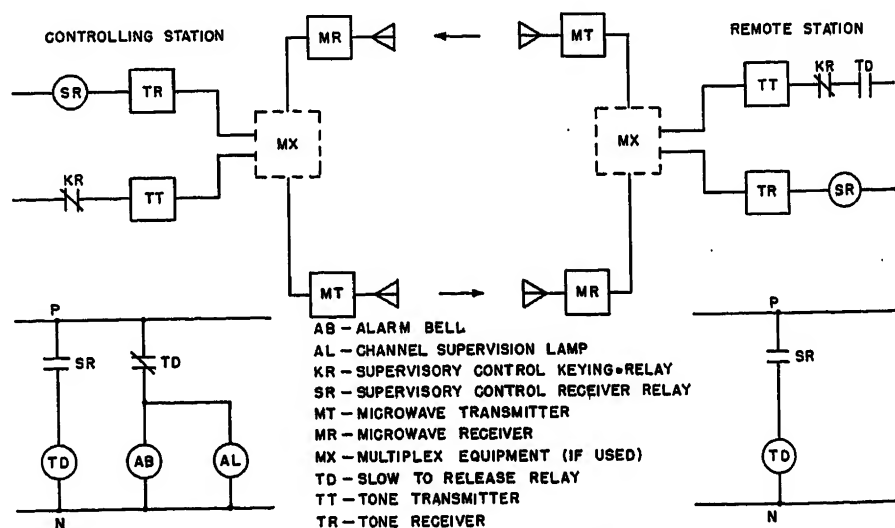 CONTROLLING STATION
MR
MT
REMOTE STATION
SR
TR
MX
MX
TT
KR
TD
KR
TT
TR
SR
MT
MR
P
SR
TD
TD
AB
AL
N
AB – ALARM BELL
AL – CHANNEL SUPERVISION LAMP
KR – SUPERVISORY CONTROL KEYING RELAY
SR – SUPERVISORY CONTROL RECEIVER RELAY
MT – MICROWAVE TRANSMITTER
MR – MICROWAVE RECEIVER
MX – MULTIPLEX EQUIPMENT (IF USED)
TD – SLOW TO RELEASE RELAY
TT – TONE TRANSMITTER
TR – TONE RECEIVER
P
SR
TD
N